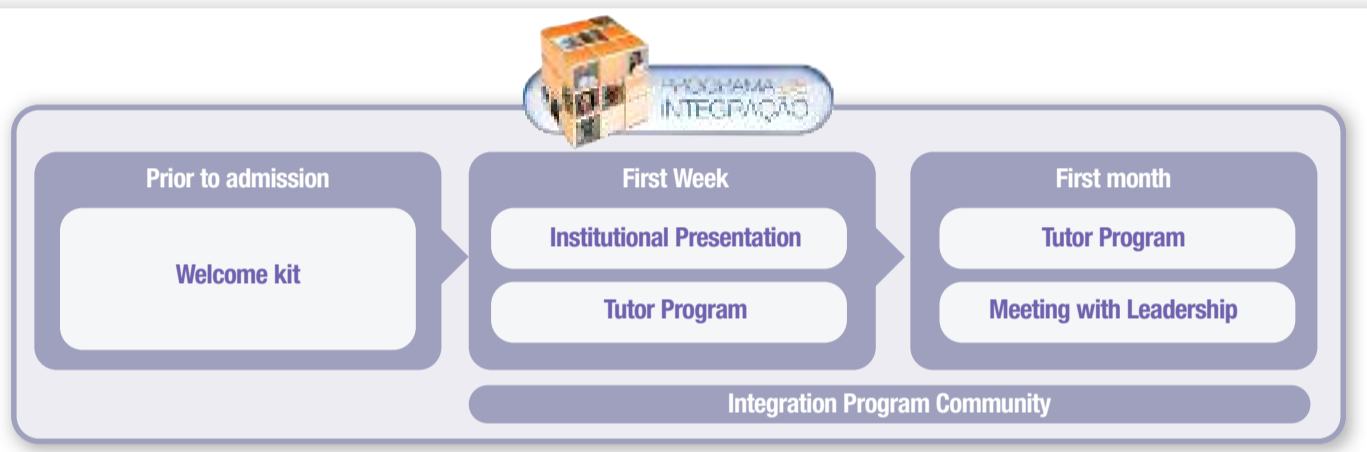 PROGRAMA DE
INTEGRAÇÃO
Prior to admission
Welcome kit
First Week
Institutional Presentation
Tutor Program
First month
Tutor Program
Meeting with Leadership
Integration Program Community